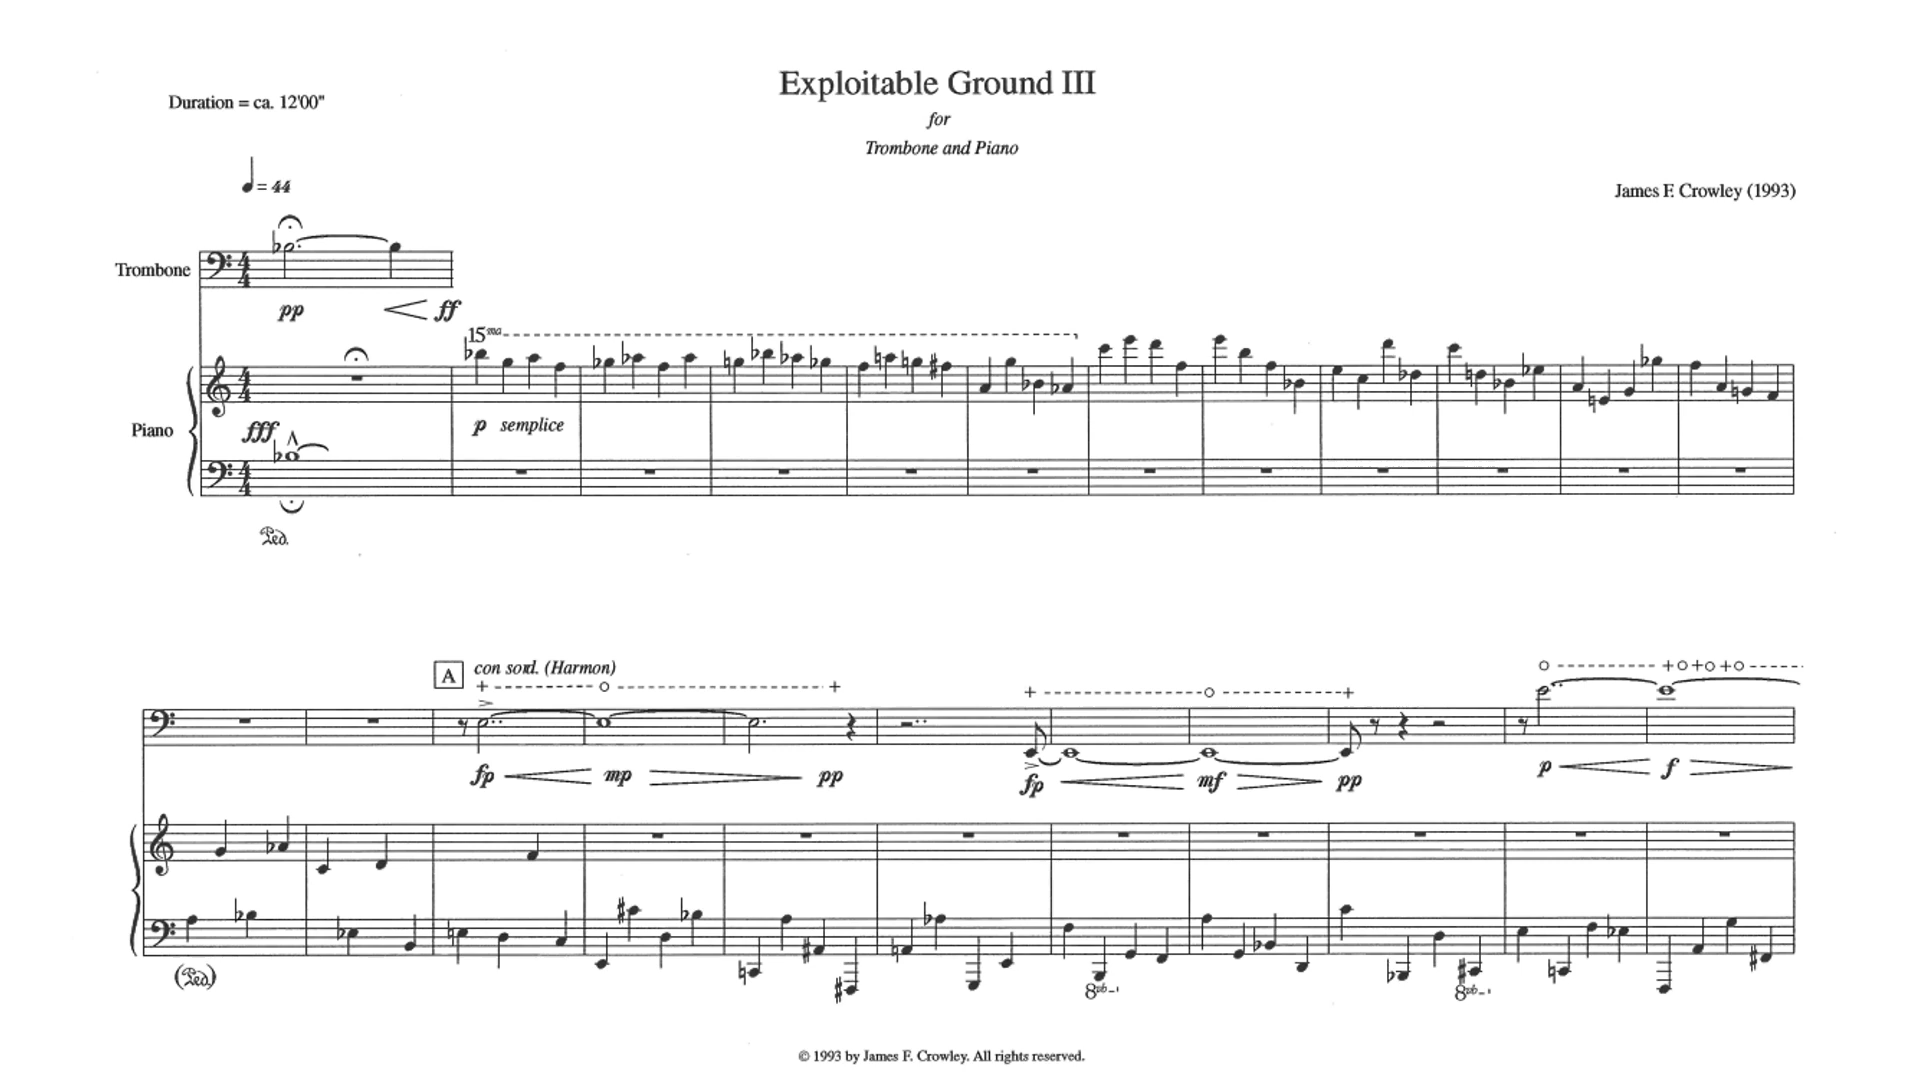 Exploitable Ground III
Duration = ca. 12'00"
for
Trombone and Piano
♩ = 44
James F. Crowley (1993)
Trombone
pp ff
15ma
Piano
fff p semplice
Ped.
A con sord. (Harmon)
fp mp pp fp mf pp p f
(Ped.)
8vb 8vb
© 1993 by James F. Crowley. All rights reserved.